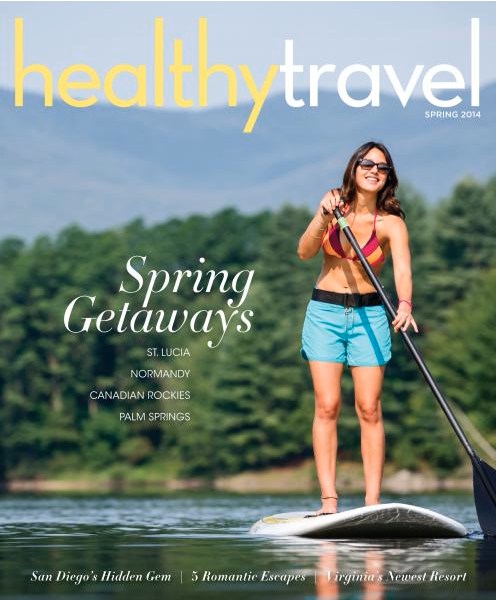 healthytravel
SPRING 2014
Spring
Getaways
ST. LUCIA
NORMANDY
CANADIAN ROCKIES
PALM SPRINGS
San Diego's Hidden Gem | 5 Romantic Escapes | Virginia's Newest Resort